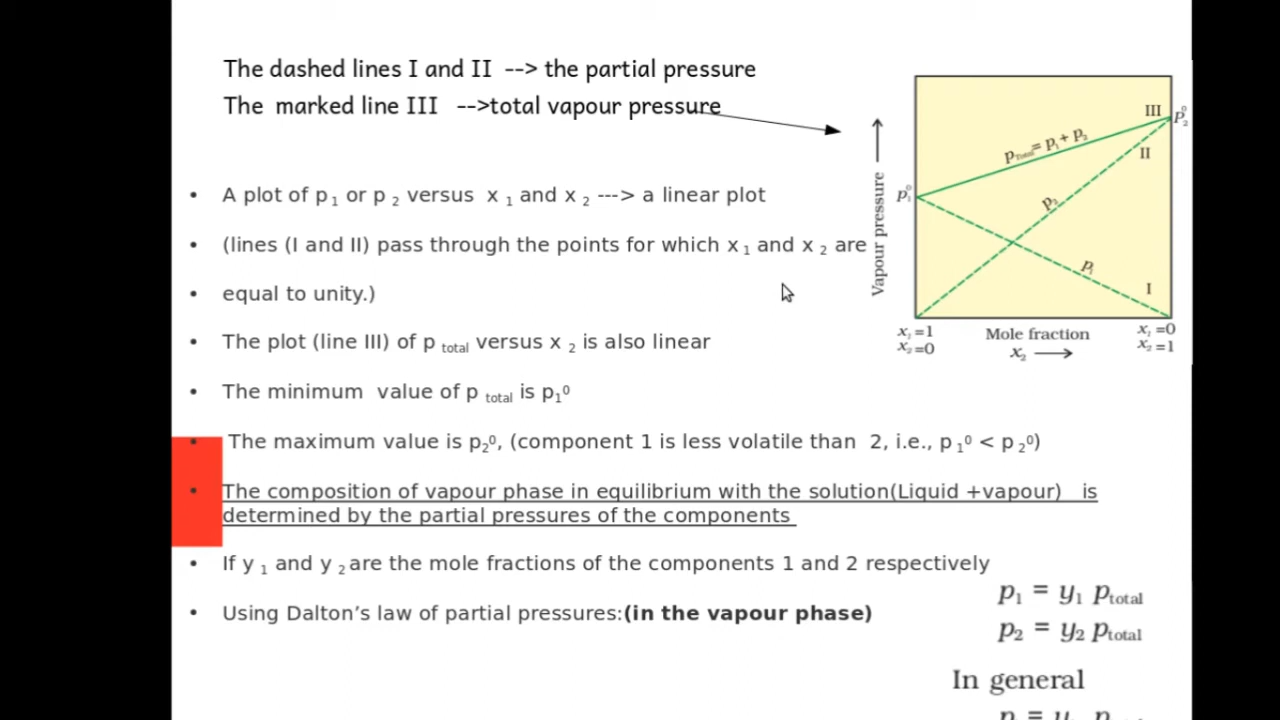 The dashed lines I and II --> the partial pressure
The marked line III -->total vapour pressure
• A plot of p₁ or p ₂ versus x ₁ and x ₂ ---> a linear plot
• (lines (I and II) pass through the points for which x ₁ and x ₂ are
• equal to unity.)
• The plot (line III) of p total versus x ₂ is also linear
• The minimum value of p total is p₁⁰
• The maximum value is p₂⁰, (component 1 is less volatile than 2, i.e., p ₁⁰ < p ₂⁰)
• The composition of vapour phase in equilibrium with the solution(Liquid +vapour) is
determined by the partial pressures of the components
• If y ₁ and y ₂ are the mole fractions of the components 1 and 2 respectively
• Using Dalton’s law of partial pressures:(in the vapour phase)
p₁ = y₁ ptotal
p₂ = y₂ ptotal
In general
III p₂⁰
pTotal= p₁+ p₂
II
p₁⁰
p₂
Vapour pressure
p₁
I
x₁=1
x₂=0
Mole fraction
x₂
x₁=0
x₂=1